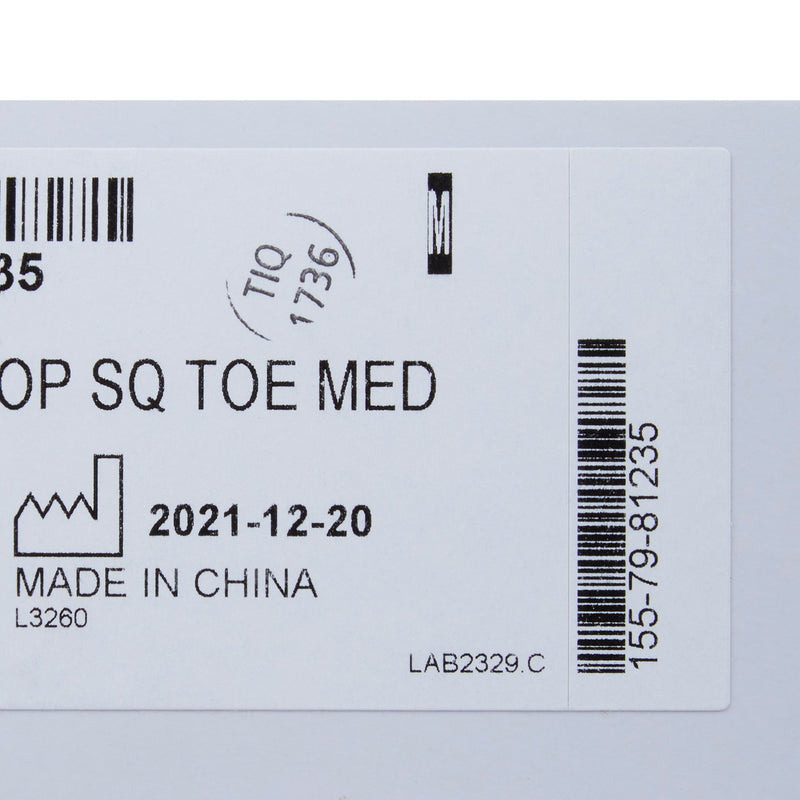 35
M
TIQ
1736
OP SQ TOE MED
2021-12-20
MADE IN CHINA
L3260
LAB2329.C
155-79-81235